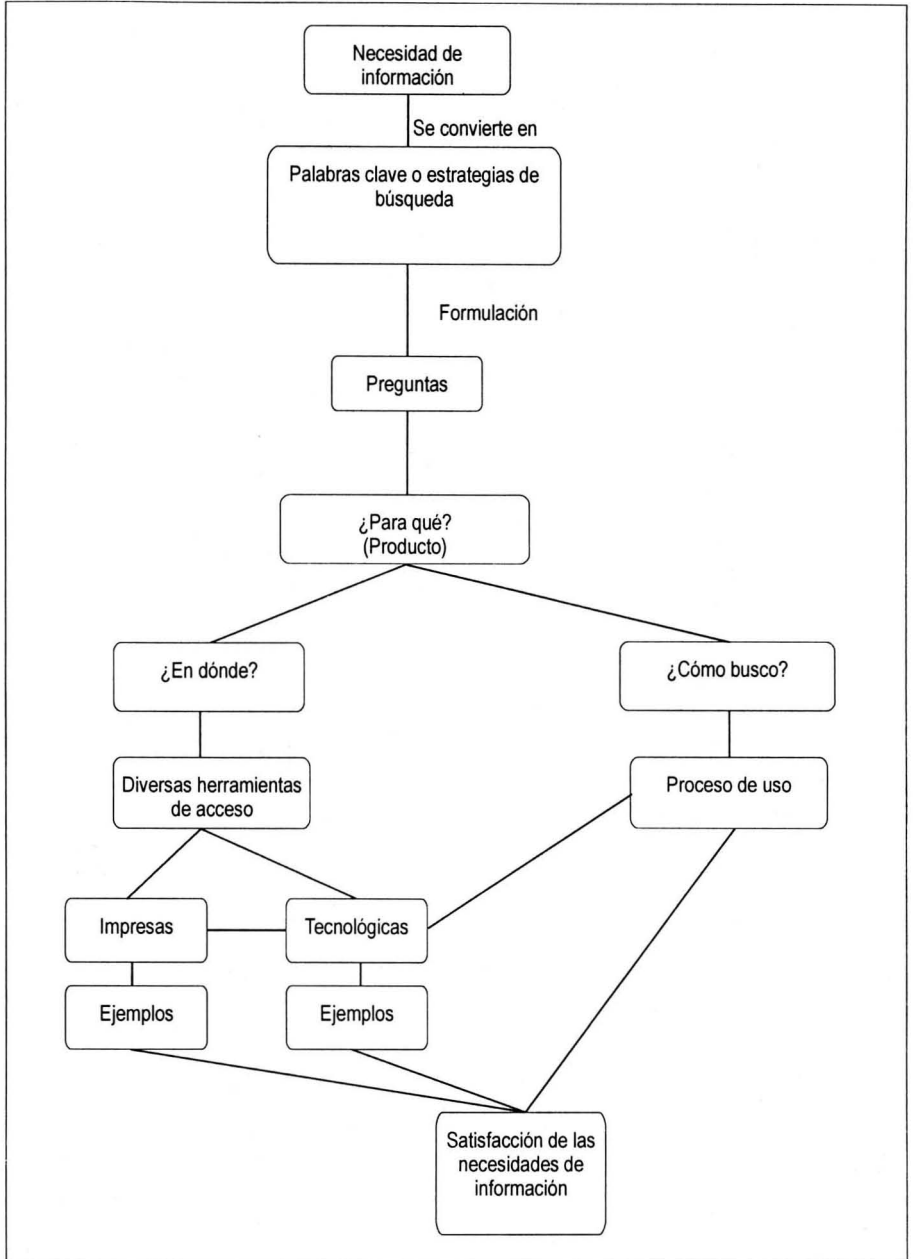 Necesidad de
información
Se convierte en
Palabras clave o estrategias de
búsqueda
Formulación
Preguntas
¿Para qué?
(Producto)
¿En dónde?
¿Cómo busco?
Diversas herramientas
de acceso
Proceso de uso
Impresas
Tecnológicas
Ejemplos
Ejemplos
Satisfacción de las
necesidades de
información